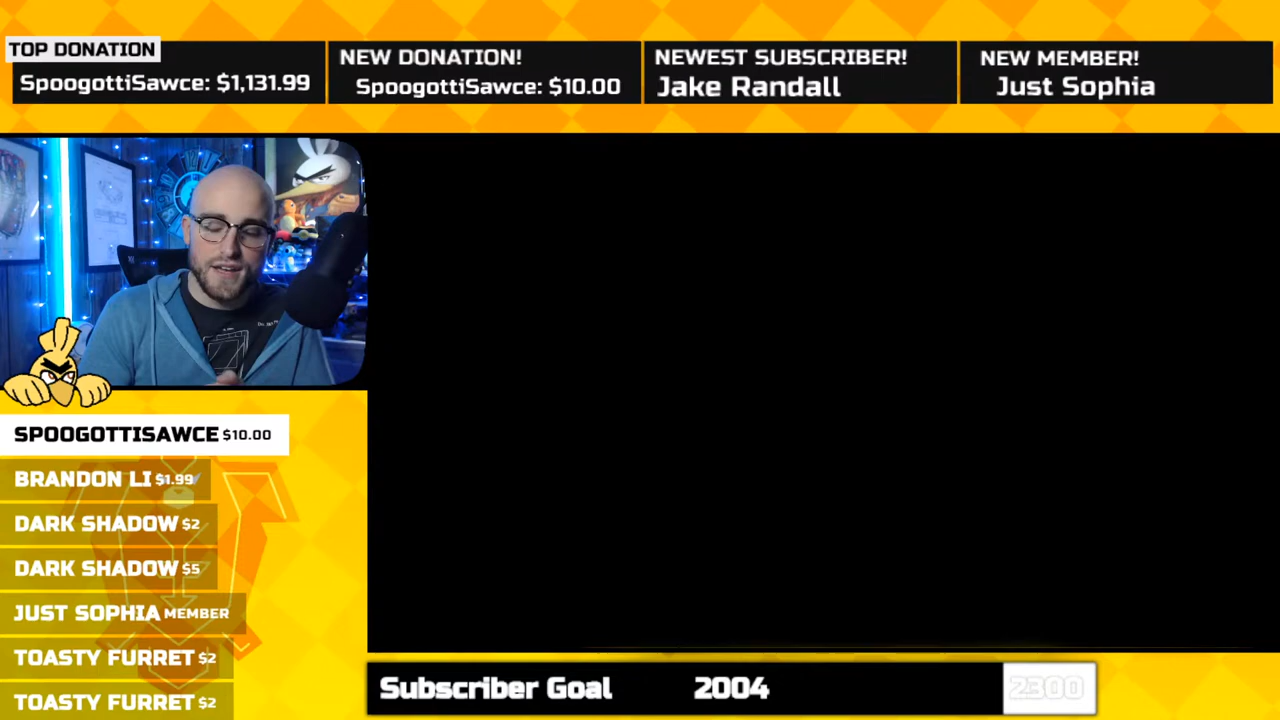 TOP DONATION
SpoogottiSawce: $1,131.99
NEW DONATION!
SpoogottiSawce: $10.00
NEWEST SUBSCRIBER!
Jake Randall
NEW MEMBER!
Just Sophia
SPOOGOTTISAWCE $10.00
BRANDON LI $1.99
DARK SHADOW $2
DARK SHADOW $5
JUST SOPHIA MEMBER
TOASTY FURRET $2
TOASTY FURRET $2
Subscriber Goal 2004 2300